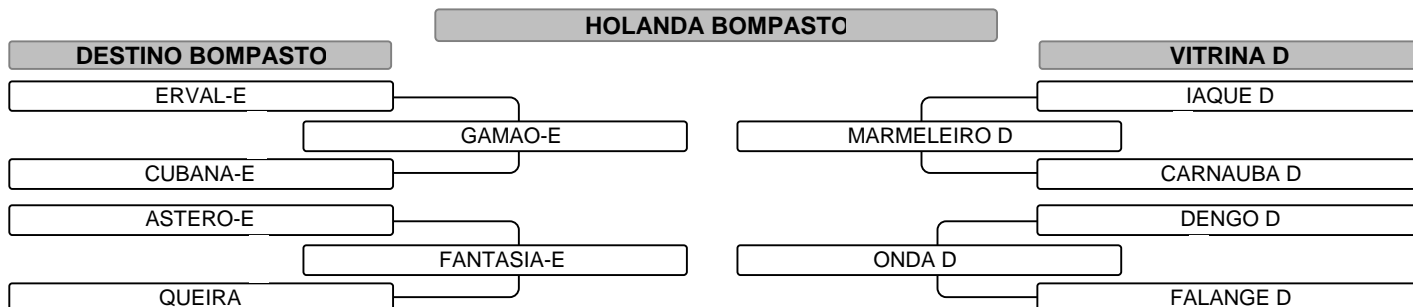 HOLANDA BOMPASTO
DESTINO BOMPASTO
VITRINA D
ERVAL-E
IAQUE D
GAMAO-E
MARMELEIRO D
CUBANA-E
CARNAUBA D
ASTERO-E
DENGO D
FANTASIA-E
ONDA D
QUEIRA
FALANGE D